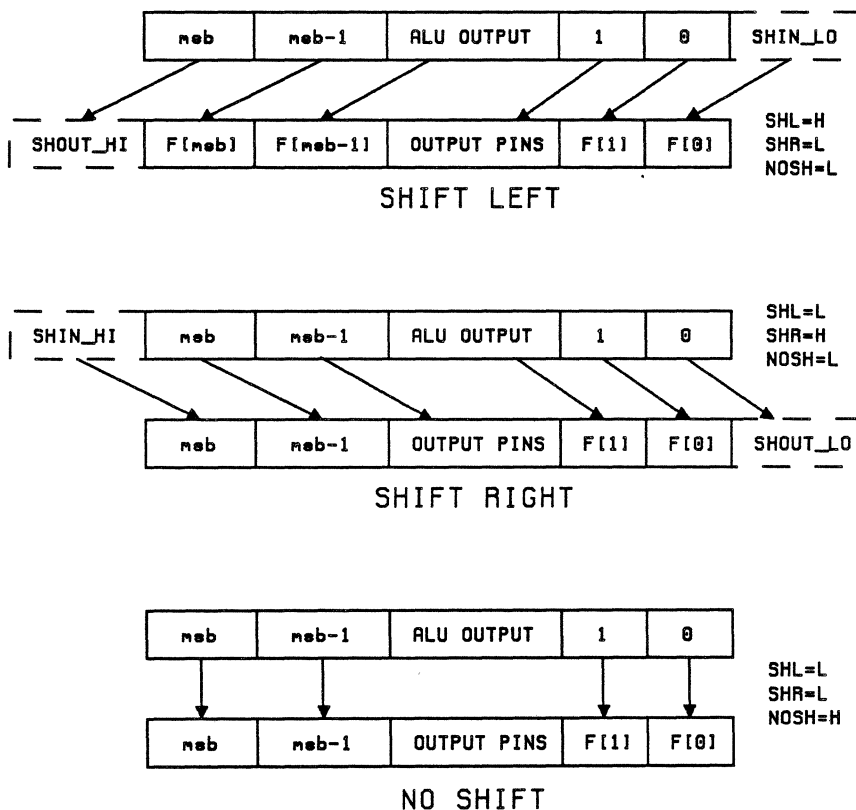 msb msb-1 ALU OUTPUT 1 0 SHIN_LO
SHOUT_HI F[msb] F[msb-1] OUTPUT PINS F[1] F[0]
SHL=H
SHR=L
NOSH=L
SHIFT LEFT
SHIN_HI msb msb-1 ALU OUTPUT 1 0
SHL=L
SHR=H
NOSH=L
msb msb-1 OUTPUT PINS F[1] F[0] SHOUT_LO
SHIFT RIGHT
msb msb-1 ALU OUTPUT 1 0
SHL=L
SHR=L
NOSH=H
msb msb-1 OUTPUT PINS F[1] F[0]
NO SHIFT